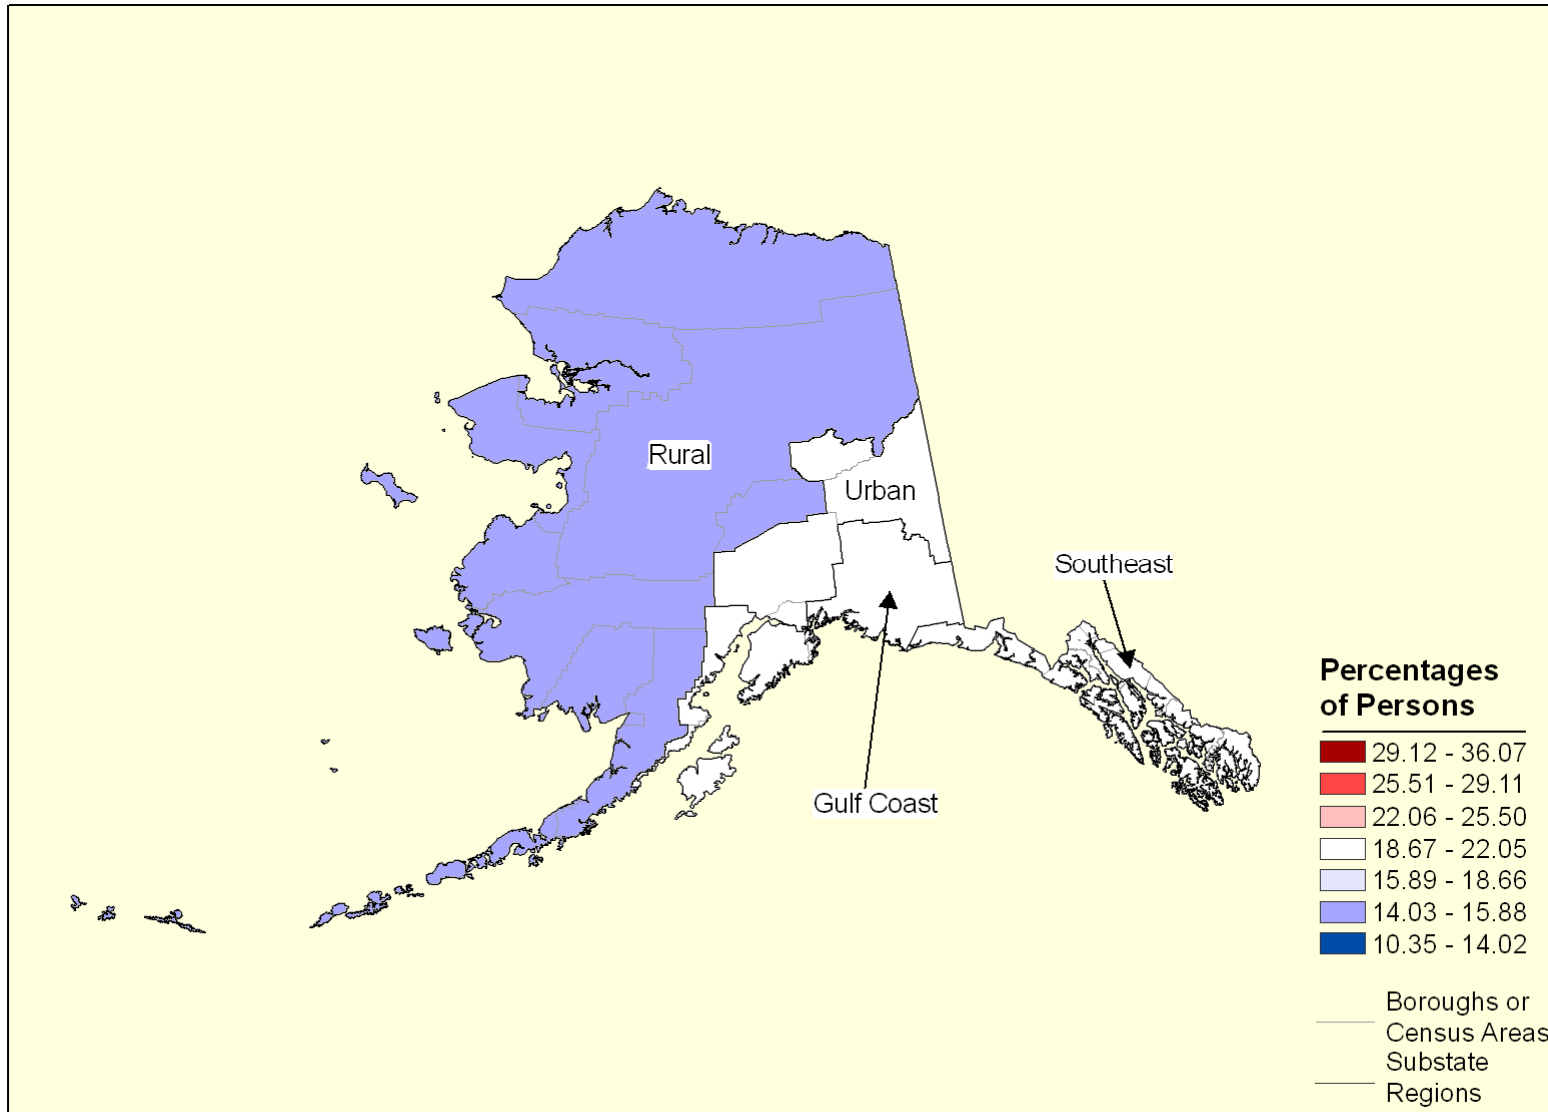 Rural
Urban
Southeast
Gulf Coast
Percentages
of Persons
29.12 - 36.07
25.51 - 29.11
22.06 - 25.50
18.67 - 22.05
15.89 - 18.66
14.03 - 15.88
10.35 - 14.02
Boroughs or
Census Areas
Substate
Regions